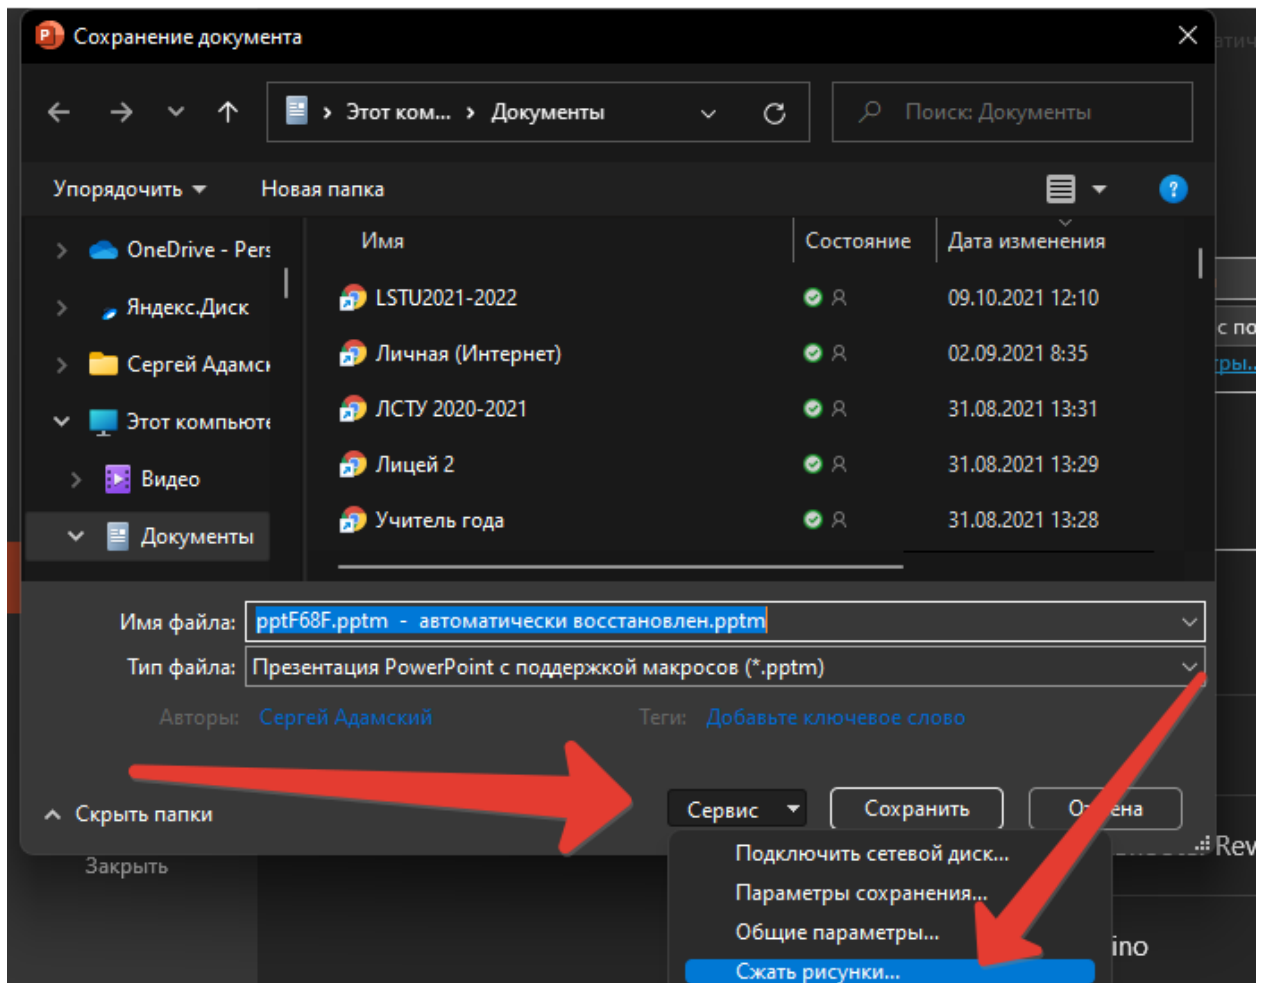 Сохранение документа
Этот ком... Документы
Поиск: Документы
Упорядочить
Новая папка
Имя
Состояние
Дата изменения
OneDrive - Pers
Яндекс.Диск
Сергей Адамск
Этот компьюте
Видео
Документы
LSTU2021-2022 09.10.2021 12:10
Личная (Интернет) 02.09.2021 8:35
ЛСТУ 2020-2021 31.08.2021 13:31
Лицей 2 31.08.2021 13:29
Учитель года 31.08.2021 13:28
с по
Имя файла: pptF68F.pptm - автоматически восстановлен.pptm
Тип файла: Презентация PowerPoint с поддержкой макросов (*.pptm)
Авторы: Сергей Адамский
Теги: Добавьте ключевое слово
Скрыть папки
Сервис
Сохранить
Закрыть
Подключить сетевой диск...
Параметры сохранения...
Общие параметры...
Сжать рисунки...
Rev
ino